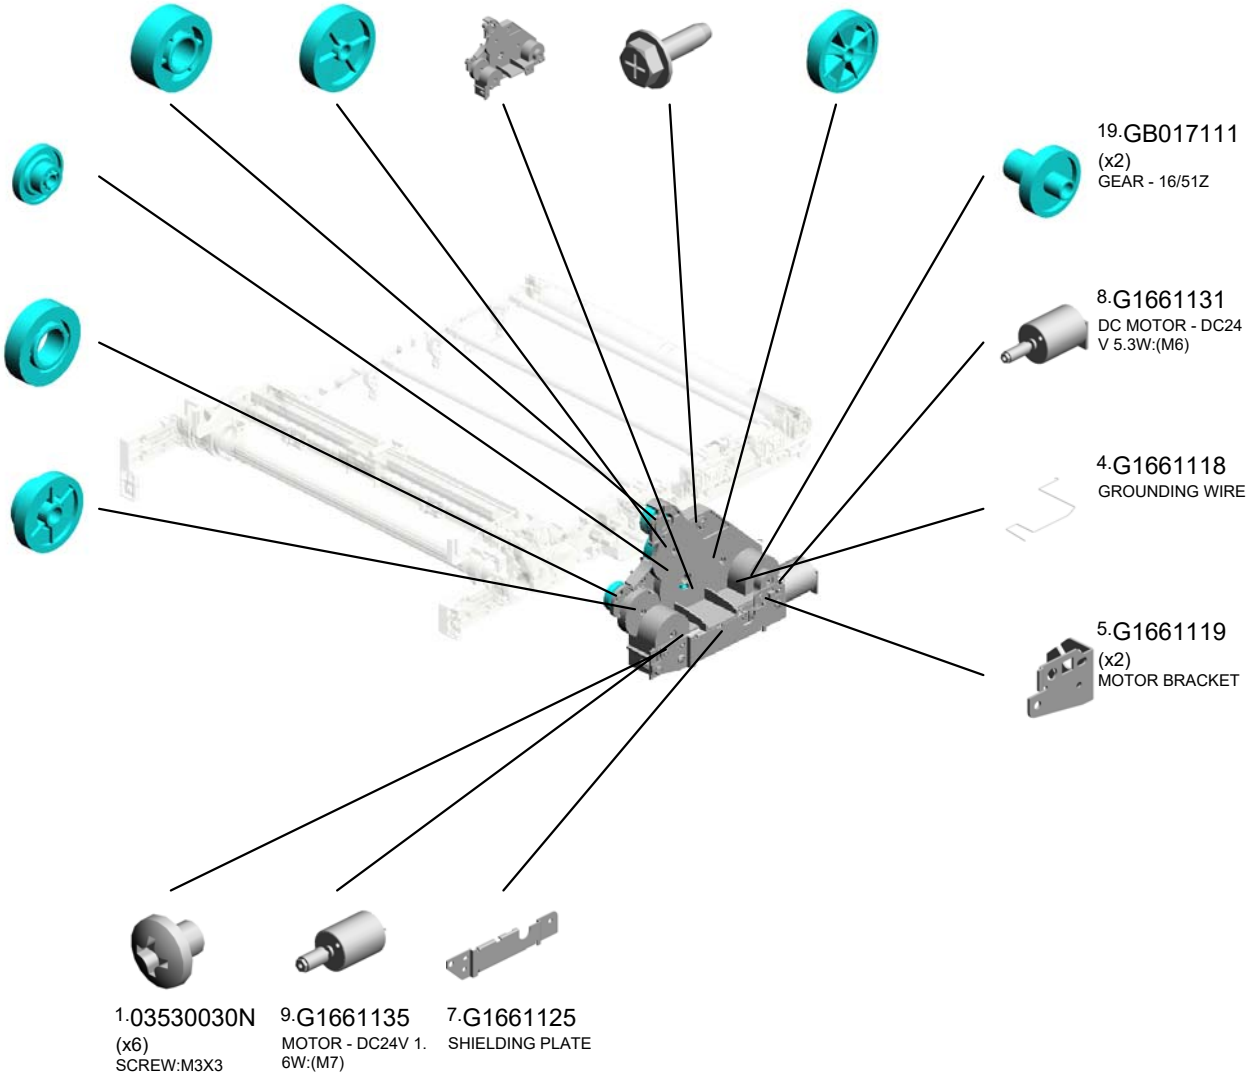 19.GB017111
(x2)
GEAR - 16/51Z
8.G1661131
DC MOTOR - DC24
V 5.3W:(M6)
4.G1661118
GROUNDING WIRE
5.G1661119
(x2)
MOTOR BRACKET
1.03530030N
(x6)
SCREW:M3X3
9.G1661135
MOTOR - DC24V 1.
6W:(M7)
7.G1661125
SHIELDING PLATE